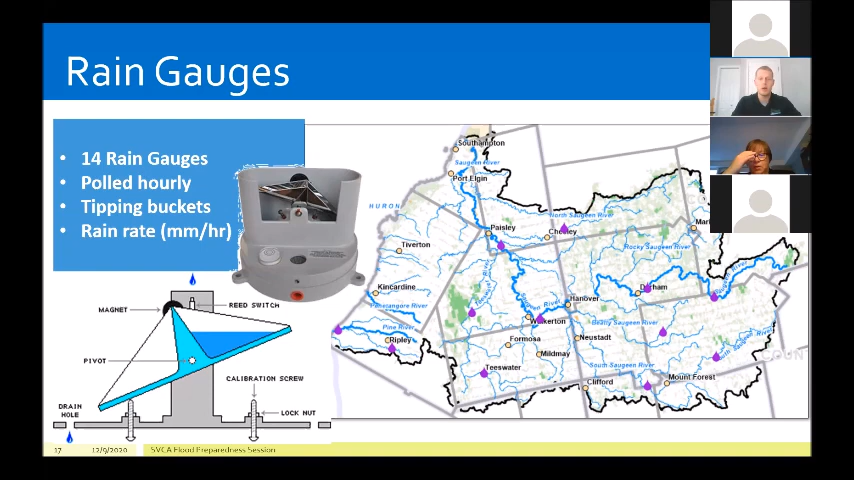 Rain Gauges
• 14 Rain Gauges
• Polled hourly
• Tipping buckets
• Rain rate (mm/hr)
MAGNET
REED SWITCH
PIVOT
CALIBRATION SCREW
DRAIN HOLE
LOCK NUT
Southampton
Saugeen River
Port Elgin
HURON
Paisley
North Saugeen River
Tiverton
Rocky Saugeen River
Kincardine
Penetangore River
Hanover
Durham
Pine River
Walkerton
Beatty Saugeen River
Ripley
Formosa
Neustadt
Mildmay
Teeswater
South Saugeen River
Clifford
Mount Forest
17
12/9/2020
SVCA Flood Preparedness Session